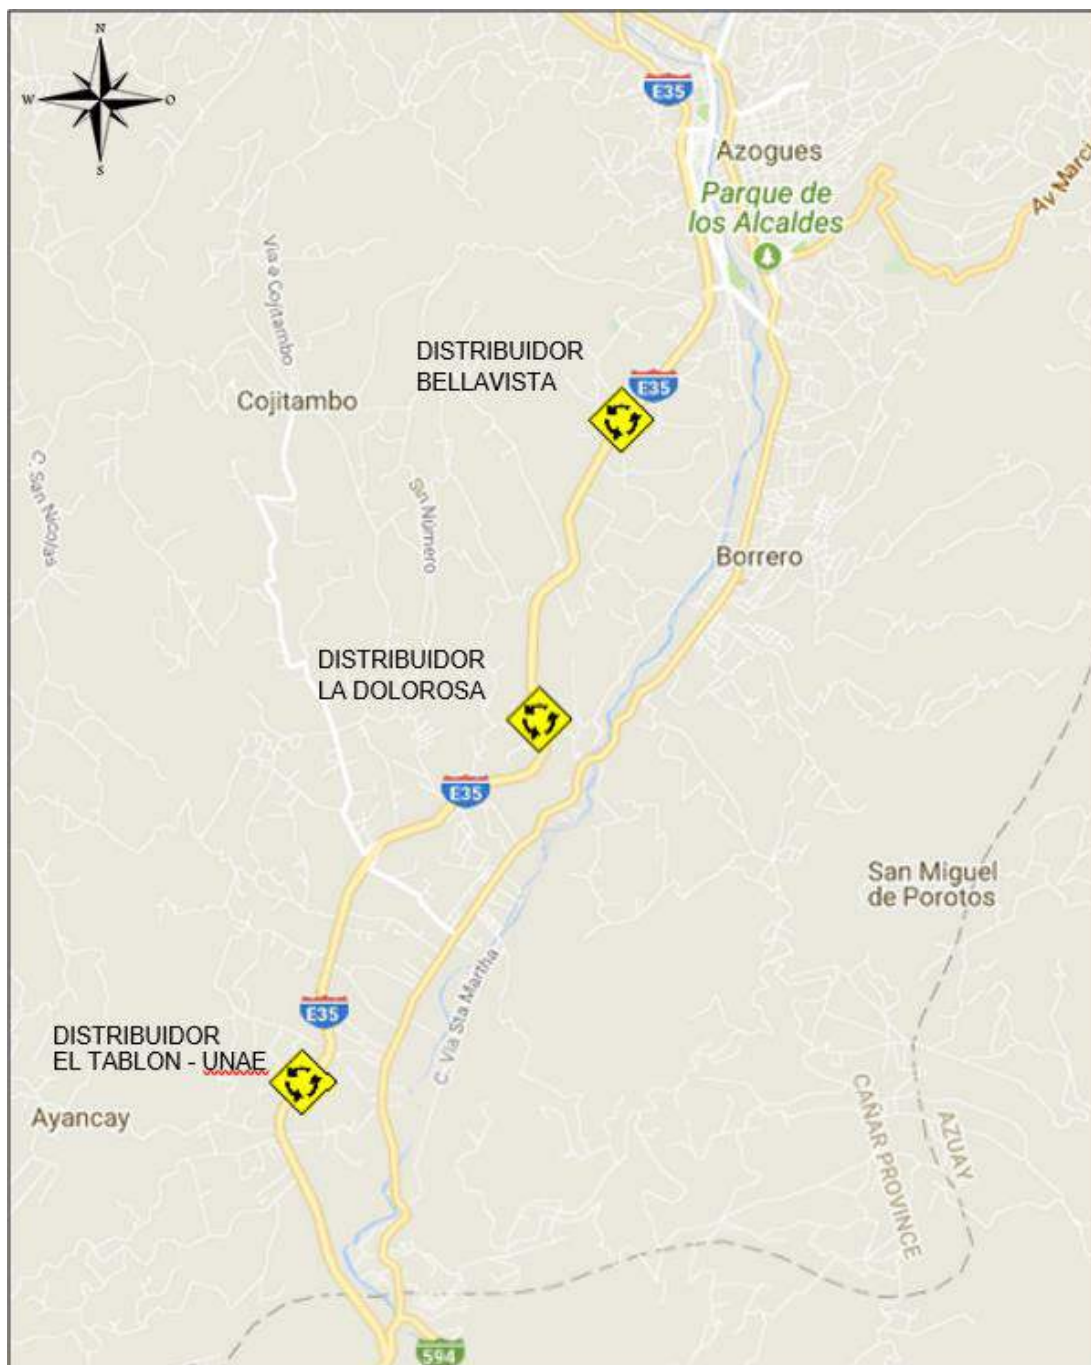 N
W
O
S
E35
Azogues
Parque de
los Alcaldes
Av Marci
Vía a Cojitambo
DISTRIBUIDOR
BELLAVISTA
E35
Cojitambo
C. San Nicolas
Sin Número
Borrero
DISTRIBUIDOR
LA DOLOROSA
E35
San Miguel
de Porotos
C. Vía Sta Martha
E35
DISTRIBUIDOR
EL TABLON - UNAE
Ayancay
AZUAY
CAÑAR PROVINCE
594